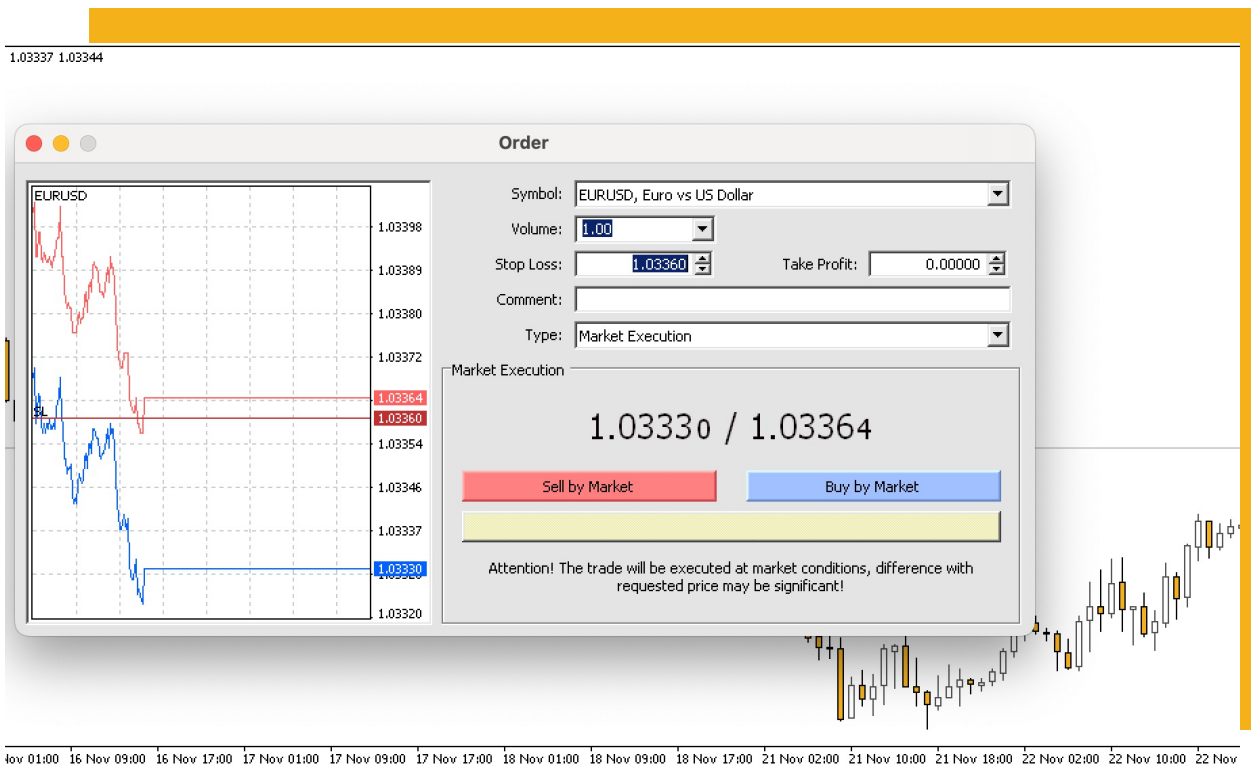 1.03337 1.03344
Order
EURUSD
1.03398
1.03389
1.03380
1.03372
1.03364
1.03360
SL
1.03354
1.03346
1.03337
1.03330
1.03320
Symbol: EURUSD, Euro vs US Dollar
Volume: 1.00
Stop Loss: 1.03360 Take Profit: 0.00000
Comment:
Type: Market Execution
Market Execution
1.03330 / 1.03364
Sell by Market Buy by Market
Attention! The trade will be executed at market conditions, difference with
requested price may be significant!
01:00 16 Nov 09:00 16 Nov 17:00 17 Nov 01:00 17 Nov 09:00 17 Nov 17:00 18 Nov 01:00 18 Nov 09:00 18 Nov 17:00 21 Nov 02:00 21 Nov 10:00 21 Nov 18:00 22 Nov 02:00 22 Nov 10:00 22 Nov